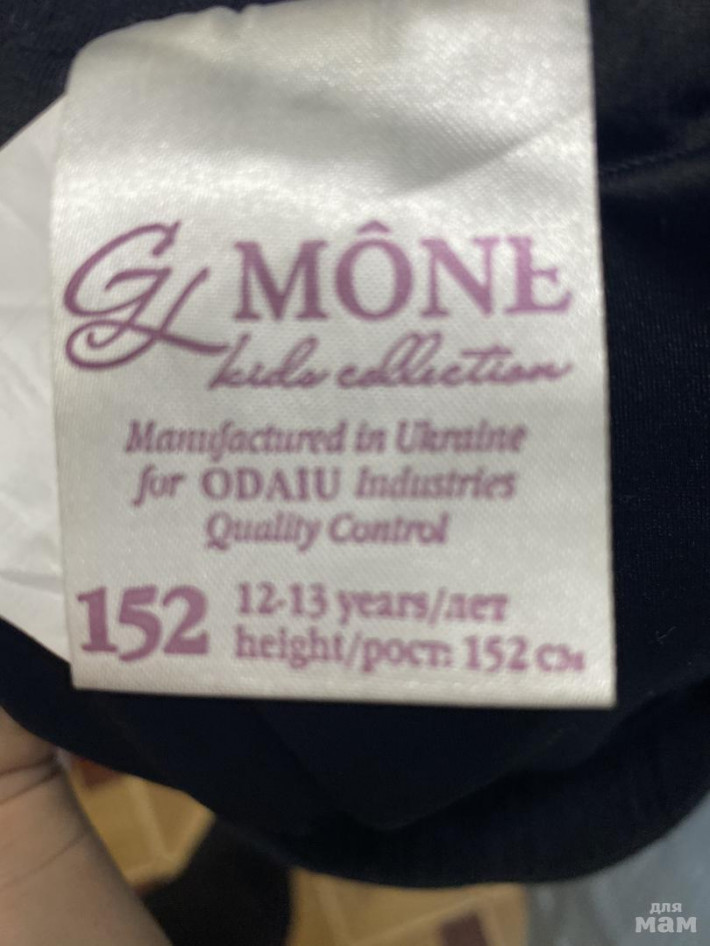 GL MÔNE
kids collection
Manufactured in Ukraine
for ODAIU Industries
Quality Control
152 12-13 years/лет
height/рост: 152 см
для
мам